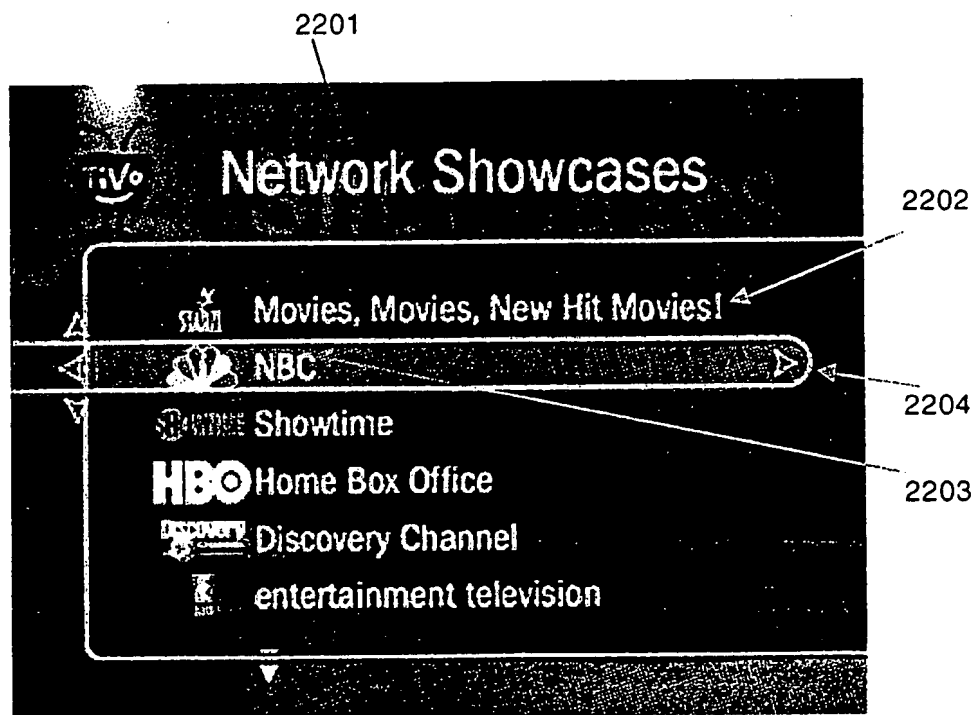 2201
TiVo
Network Showcases
2202
Movies, Movies, New Hit Movies!
NBC
2204
Showtime
2203
HBO Home Box Office
DISCOVERY Discovery Channel
entertainment television